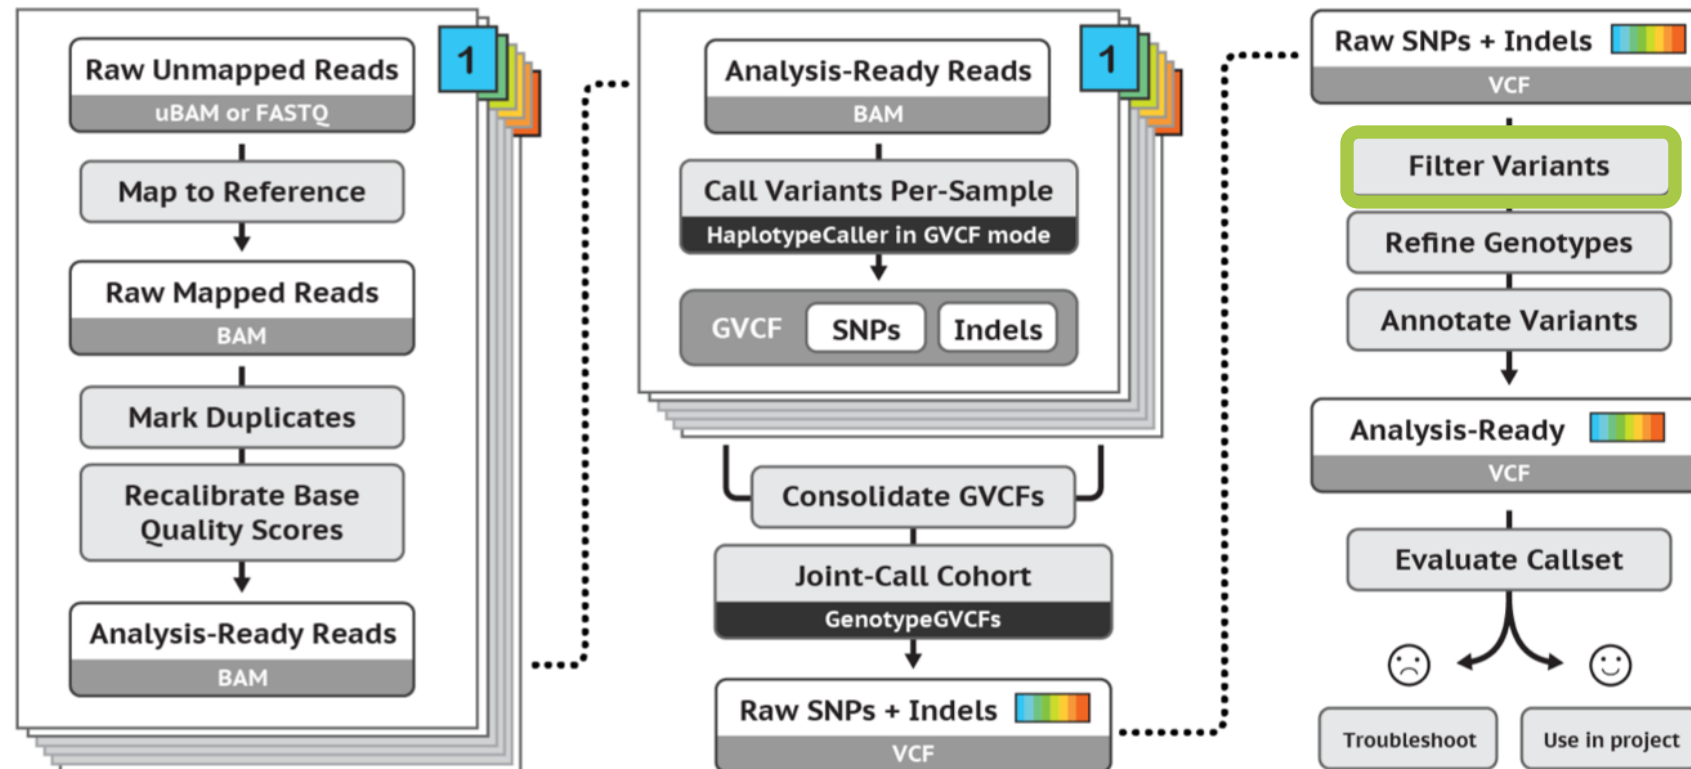 1
Raw Unmapped Reads
uBAM or FASTQ
Map to Reference
Raw Mapped Reads
BAM
Mark Duplicates
Recalibrate Base
Quality Scores
Analysis-Ready Reads
BAM
1
Analysis-Ready Reads
BAM
Call Variants Per-Sample
HaplotypeCaller in GVCF mode
GVCF SNPs Indels
Consolidate GVCFs
Joint-Call Cohort
GenotypeGVCFs
Raw SNPs + Indels
VCF
Raw SNPs + Indels
VCF
Filter Variants
Refine Genotypes
Annotate Variants
Analysis-Ready
VCF
Evaluate Callset
Troubleshoot
Use in project